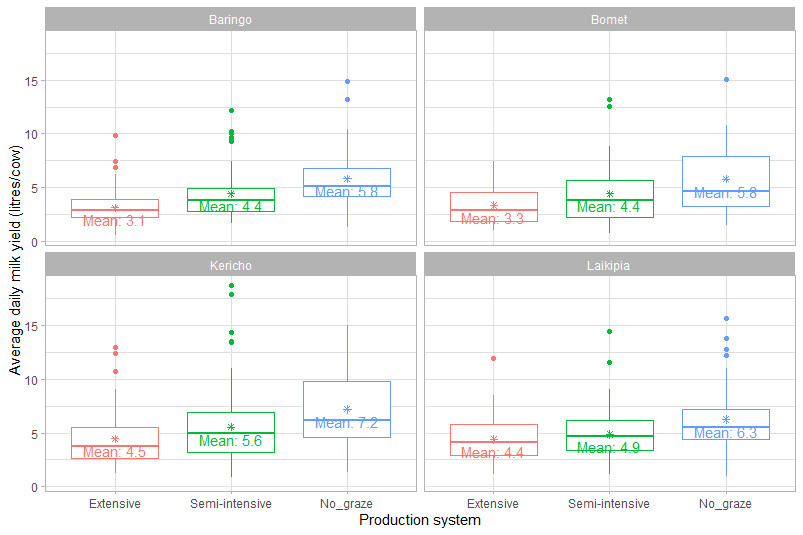 Baringo
Bomet
15
10
5
0
Mean: 3.1
Mean: 4.4
Mean: 5.8
Mean: 3.3
Mean: 4.4
Mean: 5.8
Average daily milk yield (litres/cow)
Kericho
Laikipia
15
10
5
0
Mean: 4.5
Mean: 5.6
Mean: 7.2
Mean: 4.4
Mean: 4.9
Mean: 6.3
Extensive
Semi-intensive
No_graze
Extensive
Semi-intensive
No_graze
Production system